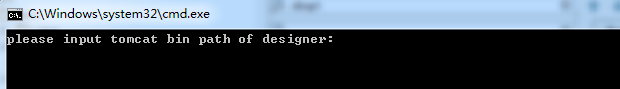 C:\Windows\system32\cmd.exe
please input tomcat bin path of designer: